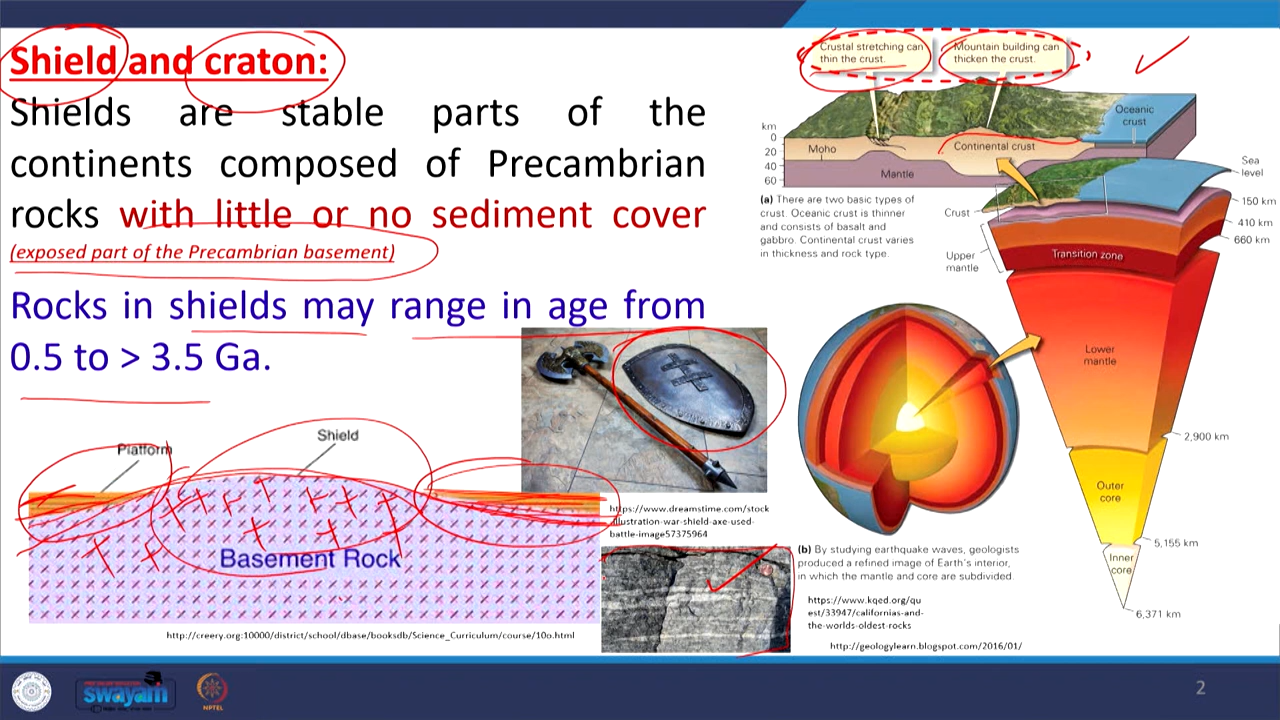 Shield and craton:
Shields are stable parts of the
continents composed of Precambrian
rocks with little or no sediment cover
(exposed part of the Precambrian basement)
Rocks in shields may range in age from
0.5 to > 3.5 Ga.
Platform
Shield
Basement Rock
http://creery.org:10000/district/school/dbase/booksdb/Science_Curriculum/course/10o.html
https://www.dreamstime.com/stock
illustration-war-shield-axe-used-
battle-image57375964
Crustal stretching can
thin the crust.
Mountain building can
thicken the crust.
Oceanic
crust
km
0
20
40
60
Moho
Continental crust
Mantle
(a) There are two basic types of
crust. Oceanic crust is thinner
and consists of basalt and
gabbro. Continental crust varies
in thickness and rock type.
Sea
level
150 km
410 km
660 km
Crust
Upper
mantle
Transition zone
Lower
mantle
2,900 km
Outer
core
5,155 km
Inner
core
6,371 km
(b) By studying earthquake waves, geologists
produced a refined image of Earth's interior,
in which the mantle and core are subdivided.
https://www.kqed.org/qu
est/33947/californias-and-
the-worlds-oldest-rocks
http://geologylearn.blogspot.com/2016/01/
swayam
NPTEL
2